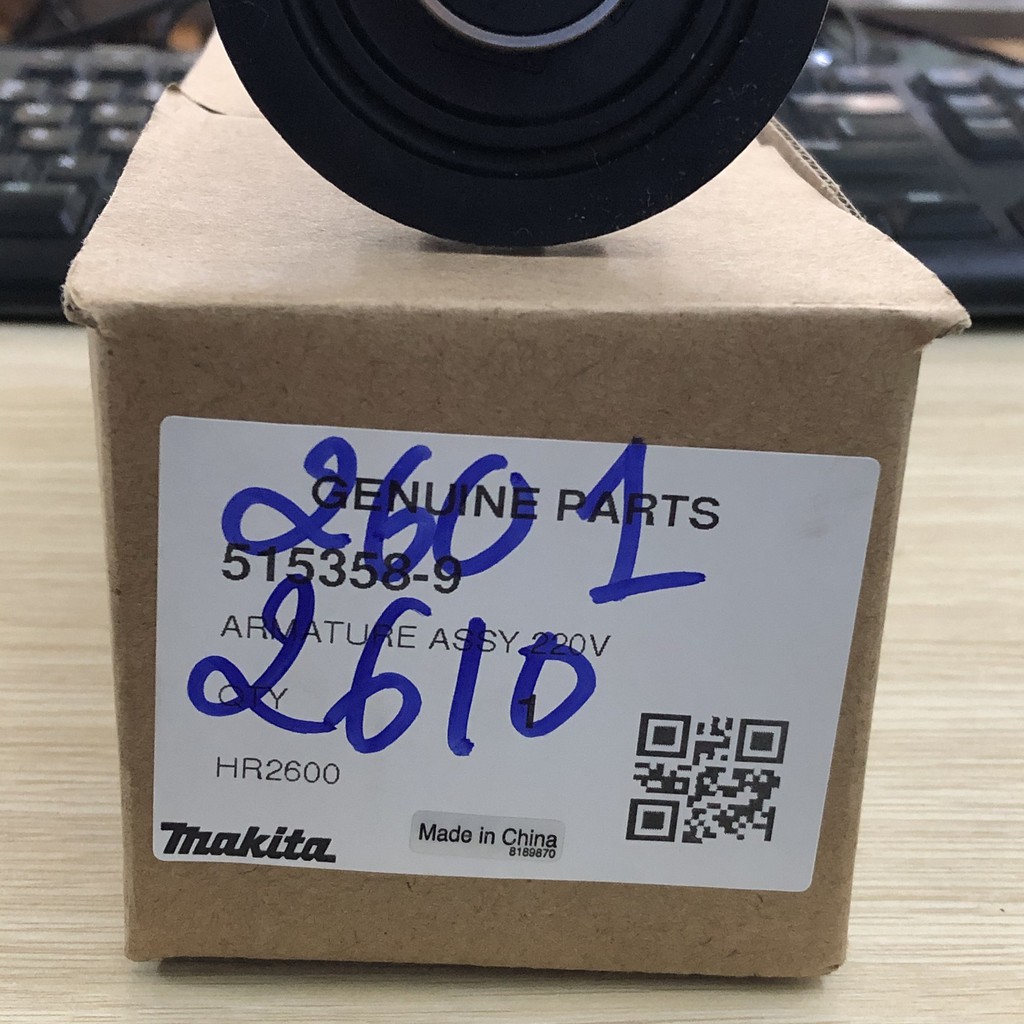 2601
GENUINE PARTS
515358-9
ARMATURE ASSY 220V
2610
QTY 1
HR2600
makita
Made in China
8189870